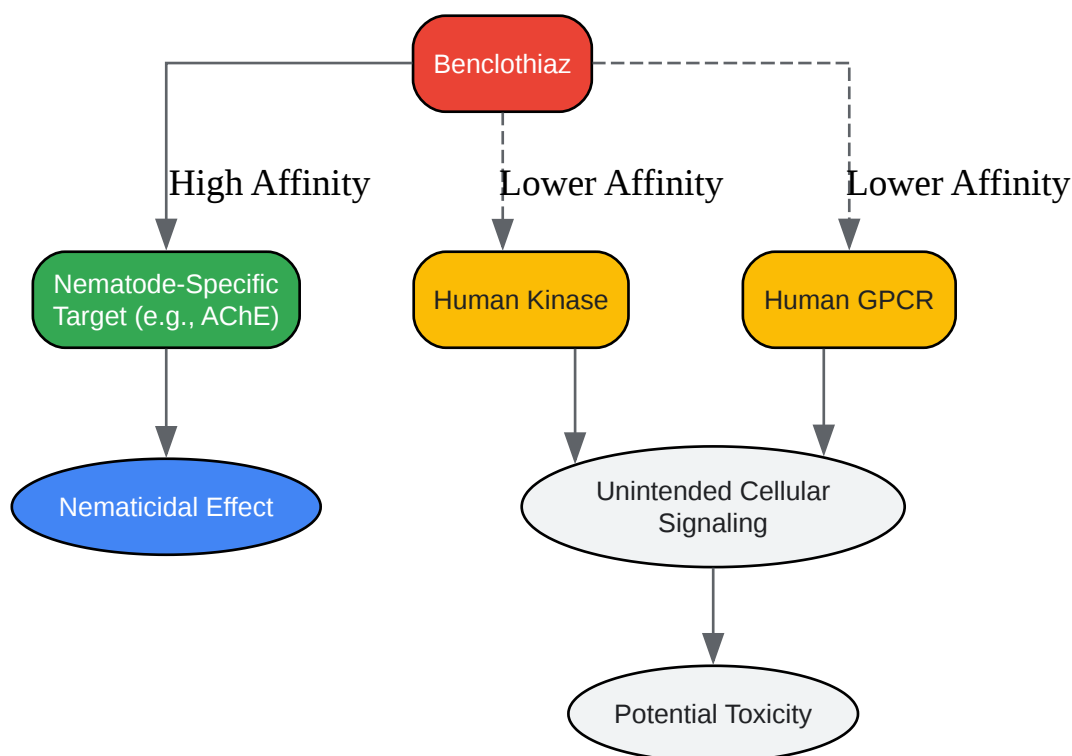 Benclothiaz
High Affinity
Lower Affinity
Lower Affinity
Nematode-Specific
Target (e.g., AChE)
Human Kinase
Human GPCR
Nematicidal Effect
Unintended Cellular
Signaling
Potential Toxicity